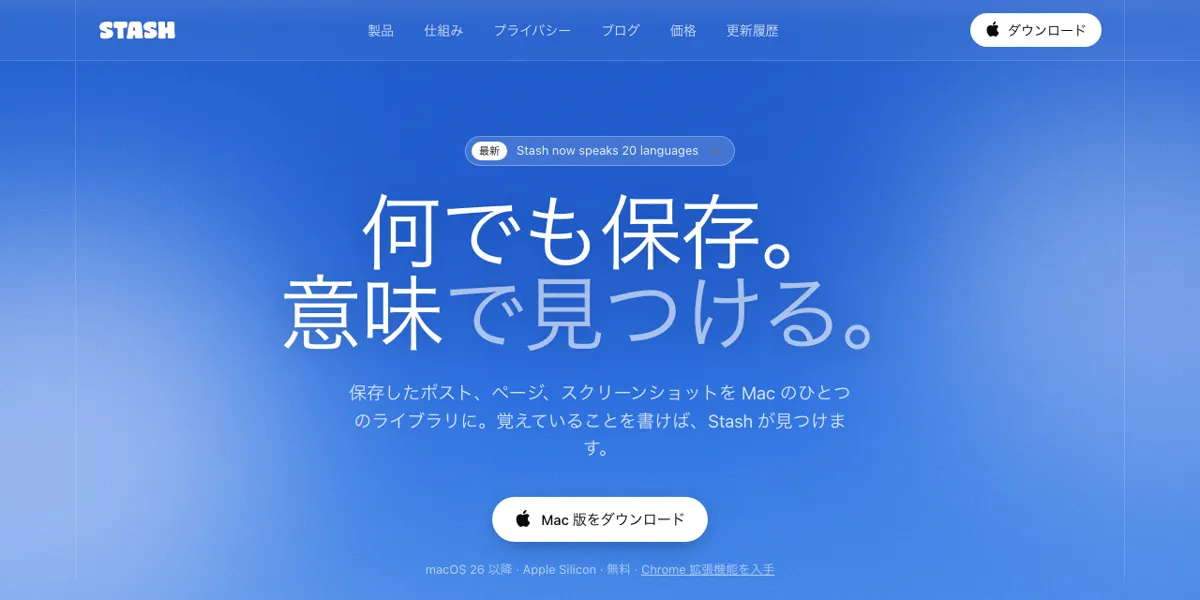 STASH
製品
仕組み
プライバシー
ブログ
価格
更新履歴
ダウンロード
最新 Stash now speaks 20 languages
何でも保存。
意味で見つける。
保存したポスト、ページ、スクリーンショットを Mac のひとつ
のライブラリに。覚えていることを書けば、Stash が見つけま
す。
Mac 版をダウンロード
macOS 26 以降 · Apple Silicon · 無料 · Chrome 拡張機能を入手